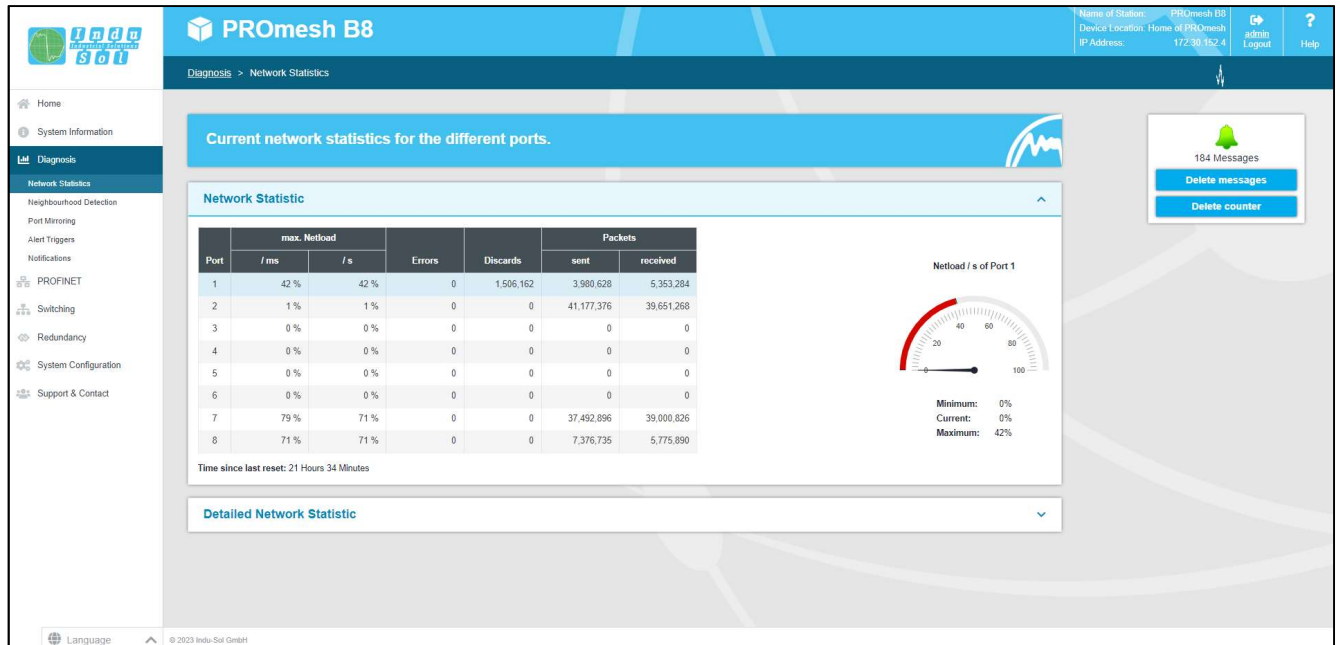 Indu
Industrial Solutions
Sol
PROmesh B8
Name of Station: PROmesh B8
Device Location: Home of PROmesh
IP Address: 172.30.152.4
admin
Logout
?
Help
Diagnosis > Network Statistics
Home
System Information
Diagnosis
Network Statistics
Neighbourhood Detection
Port Mirroring
Alert Triggers
Notifications
PROFINET
Switching
Redundancy
System Configuration
Support & Contact
Current network statistics for the different ports.
184 Messages
Delete messages
Delete counter
Network Statistic
max. Netload Packets
Port / ms / s Errors Discards sent received
1 42 % 42 % 0 1,506,162 3,980,628 5,353,284
2 1 % 1 % 0 0 41,177,376 39,651,268
3 0 % 0 % 0 0 0 0
4 0 % 0 % 0 0 0 0
5 0 % 0 % 0 0 0 0
6 0 % 0 % 0 0 0 0
7 79 % 71 % 0 0 37,492,896 39,000,826
8 71 % 71 % 0 0 7,376,735 5,775,890
Time since last reset: 21 Hours 34 Minutes
Netload / s of Port 1
40 60
20 80
0 100
Minimum: 0%
Current: 0%
Maximum: 42%
Detailed Network Statistic
Language
© 2023 Indu-Sol GmbH